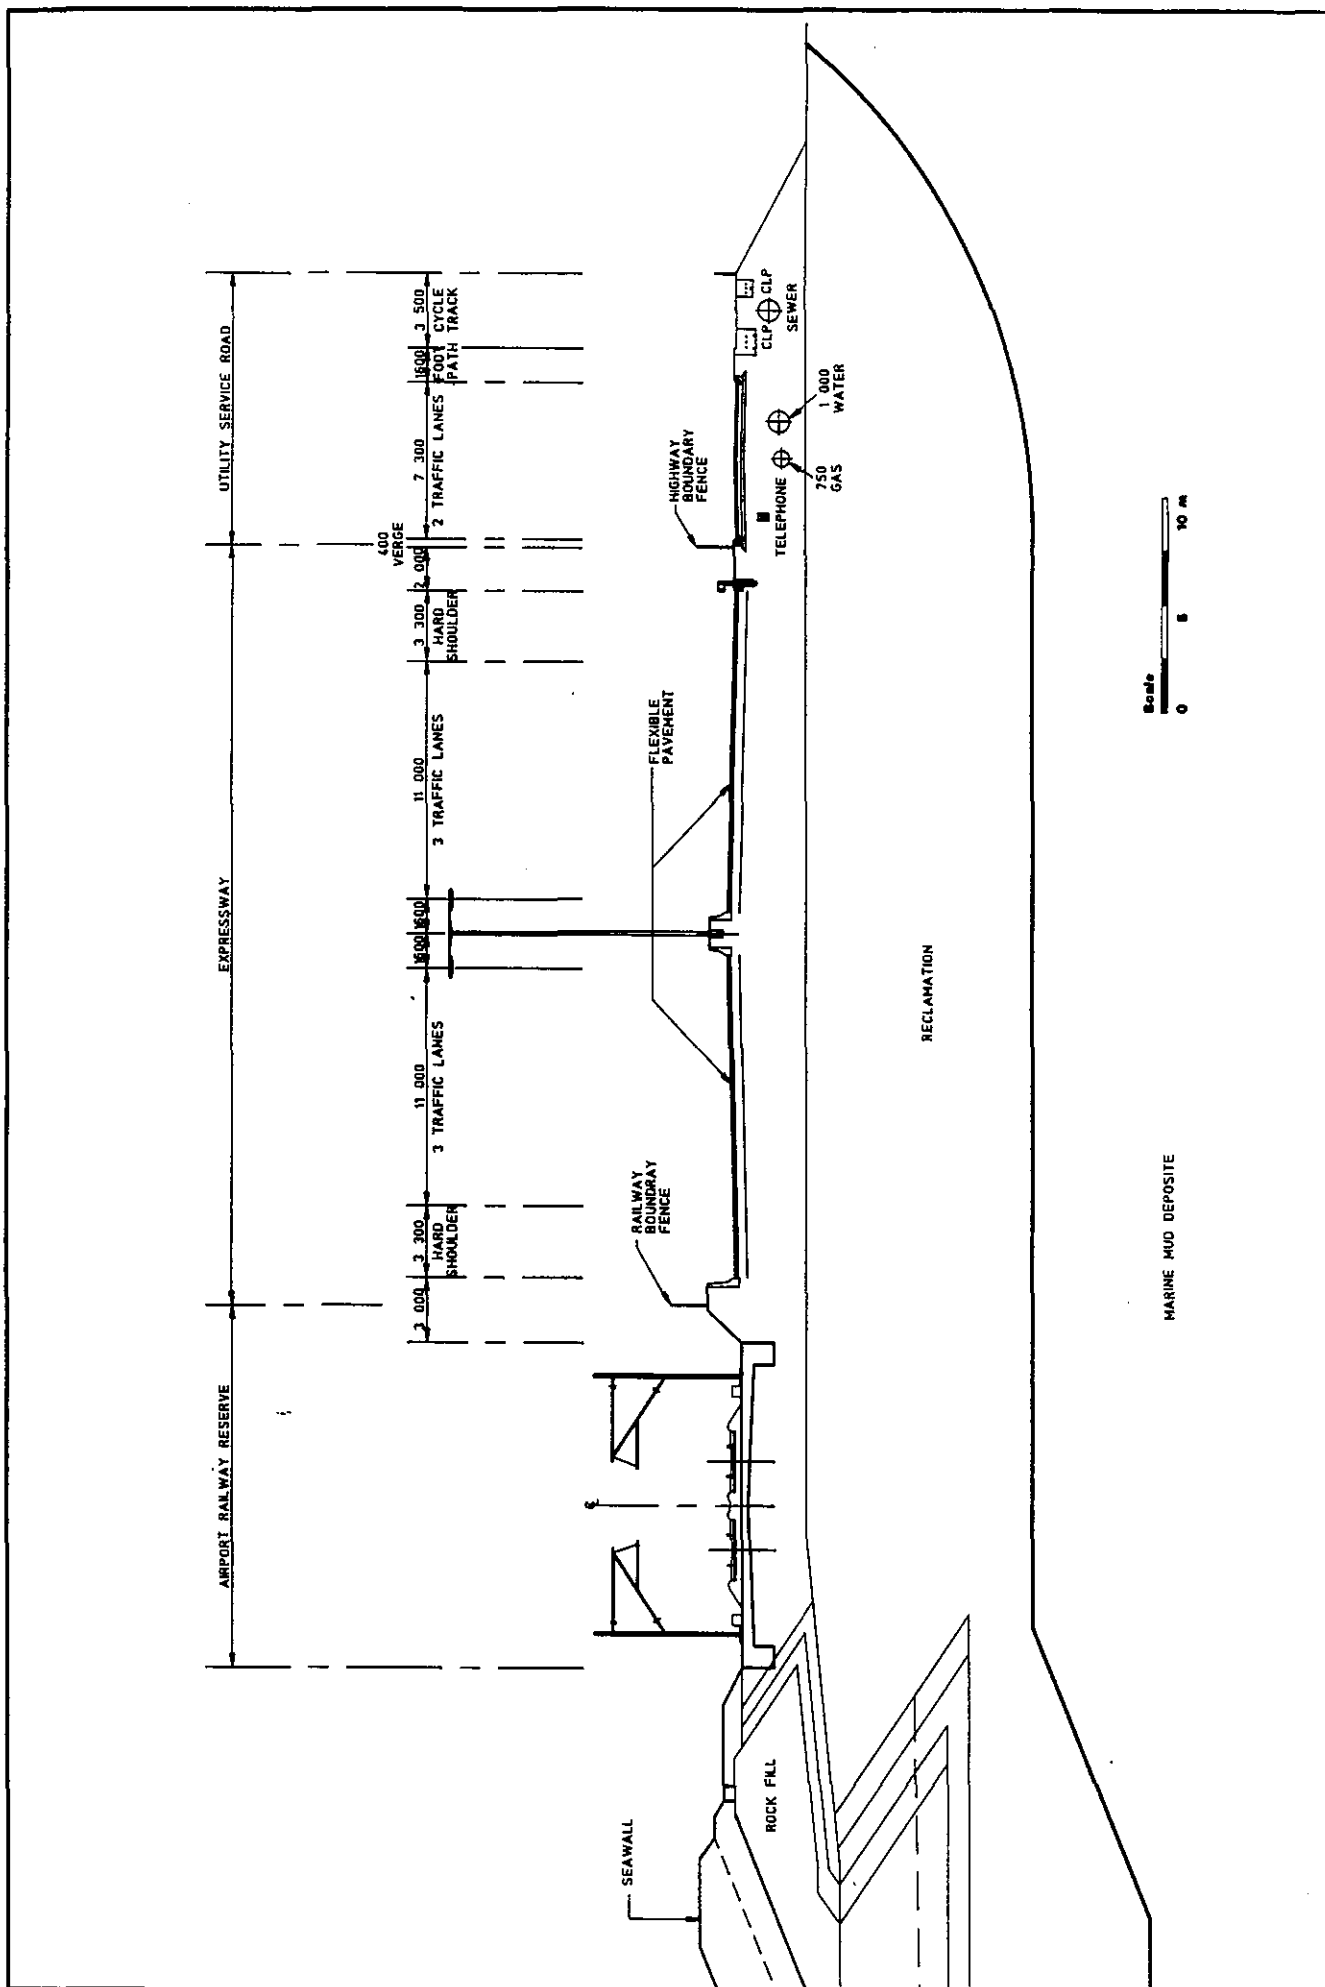 AIRPORT RAILWAY RESERVE
EXPRESSWAY
UTILITY SERVICE ROAD
400
VERGE
3 000
3 300
HARD
SHOULDER
11 000
3 TRAFFIC LANES
1600
1600
11 000
3 TRAFFIC LANES
3 300
HARD
SHOULDER
2 000
7 300
2 TRAFFIC LANES
1600
FOOT
PATH
3 500
CYCLE
TRACK
SEAWALL
RAILWAY
BOUNDRAY
FENCE
FLEXIBLE
PAVEMENT
HIGHWAY
BOUNDARY
FENCE
ROCK FILL
TELEPHONE
750
GAS
1 000
WATER
CLP
CLP
SEWER
RECLAMATION
MARINE MUD DEPOSITE
Scale
0 5 10 m